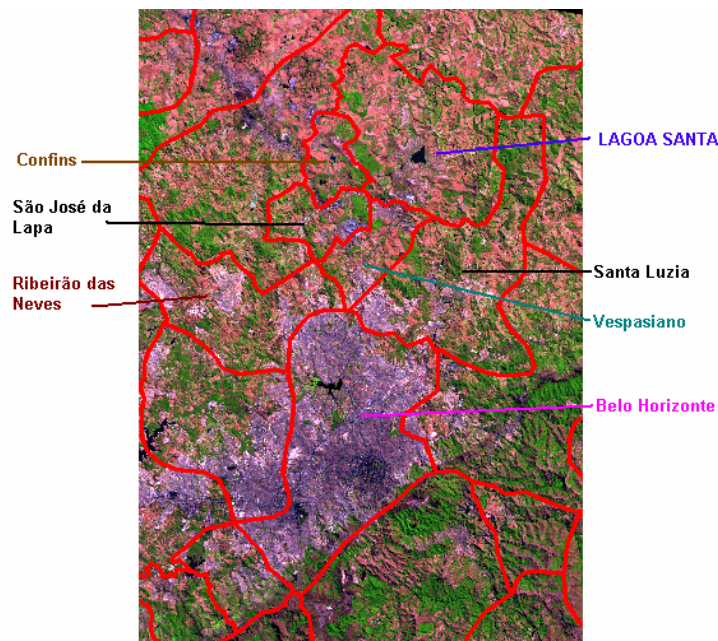 LAGOA SANTA
Confins
São José da
Lapa
Santa Luzia
Ribeirão das
Neves
Vespasiano
Belo Horizonte